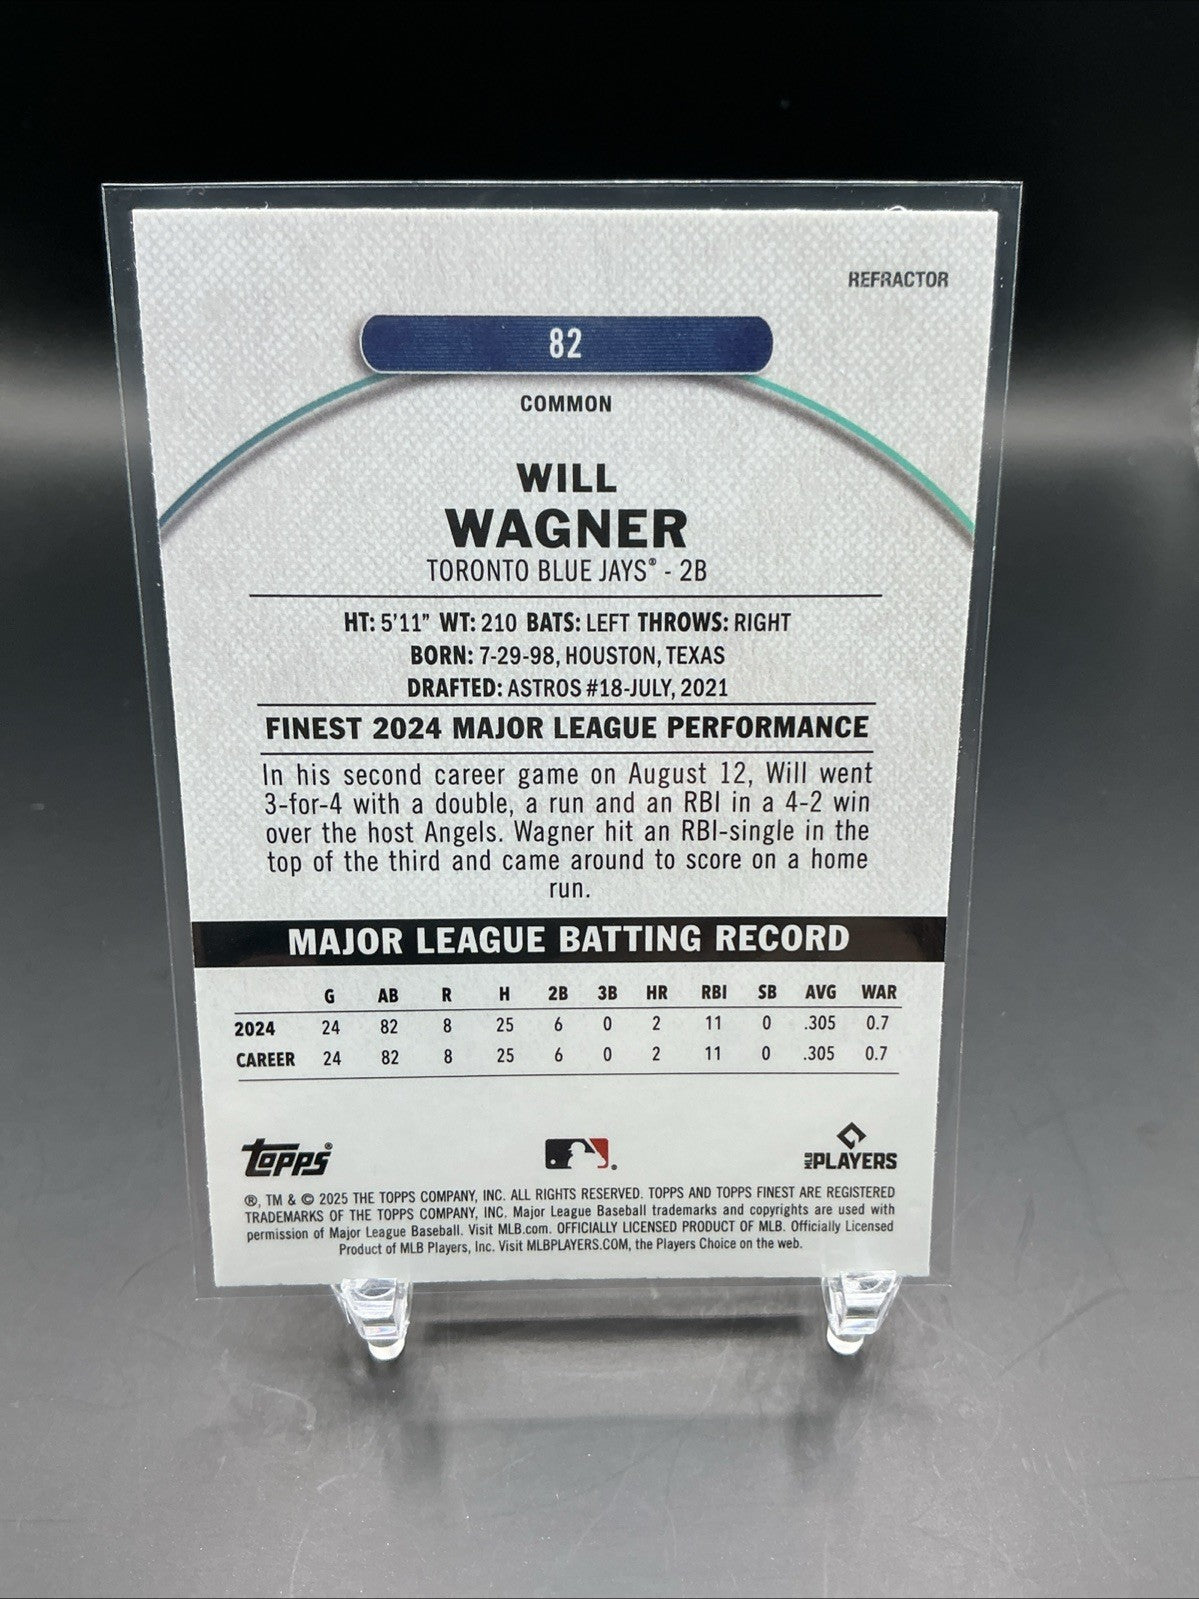 REFRACTOR
82
COMMON
WILL
WAGNER
TORONTO BLUE JAYS® - 2B
HT: 5'11" WT: 210 BATS: LEFT THROWS: RIGHT
BORN: 7-29-98, HOUSTON, TEXAS
DRAFTED: ASTROS #18-JULY, 2021
FINEST 2024 MAJOR LEAGUE PERFORMANCE
In his second career game on August 12, Will went
3-for-4 with a double, a run and an RBI in a 4-2 win
over the host Angels. Wagner hit an RBI-single in the
top of the third and came around to score on a home
run.
MAJOR LEAGUE BATTING RECORD
G AB R H 2B 3B HR RBI SB AVG WAR
2024 24 82 8 25 6 0 2 11 0 .305 0.7
CAREER 24 82 8 25 6 0 2 11 0 .305 0.7
TOPPS® MLB PLAYERS
®, TM & © 2025 THE TOPPS COMPANY, INC. ALL RIGHTS RESERVED. TOPPS AND TOPPS FINEST ARE REGISTERED
TRADEMARKS OF THE TOPPS COMPANY, INC. Major League Baseball trademarks and copyrights are used with
permission of Major League Baseball. Visit MLB.com. OFFICIALLY LICENSED PRODUCT OF MLB. Officially Licensed
Product of MLB Players, Inc. Visit MLBPLAYERS.COM, the Players Choice on the web.